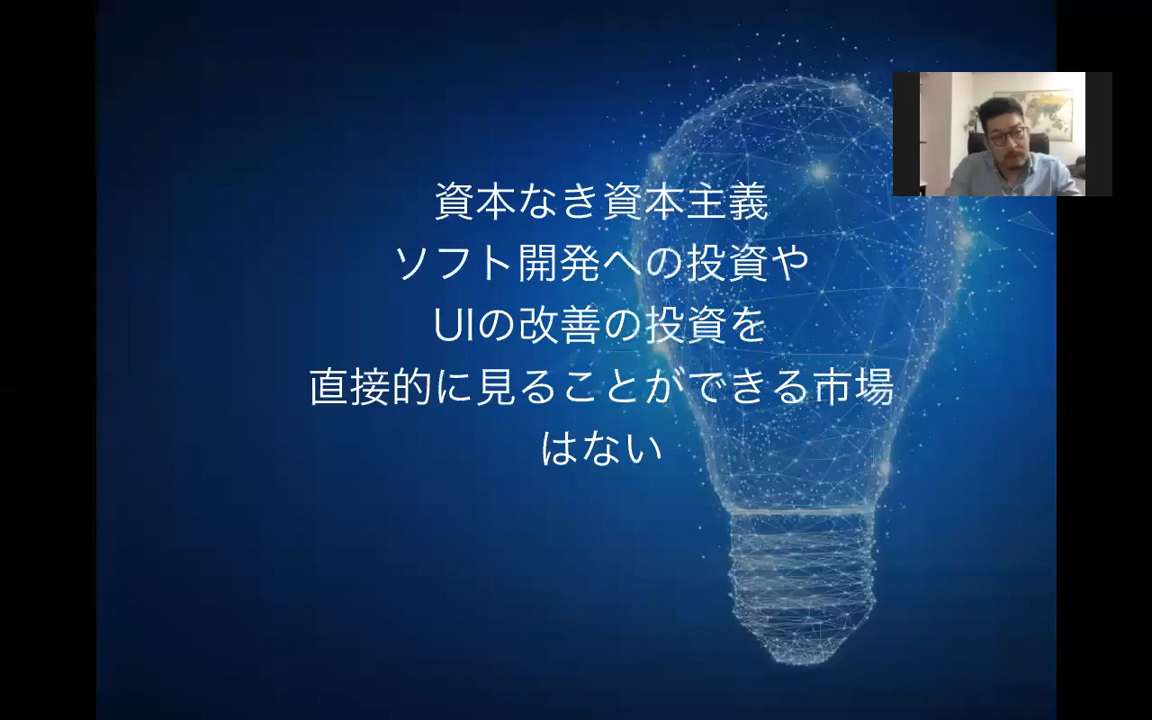 資本なき資本主義
ソフト開発への投資や
UIの改善の投資を
直接的に見ることができる市場
はない